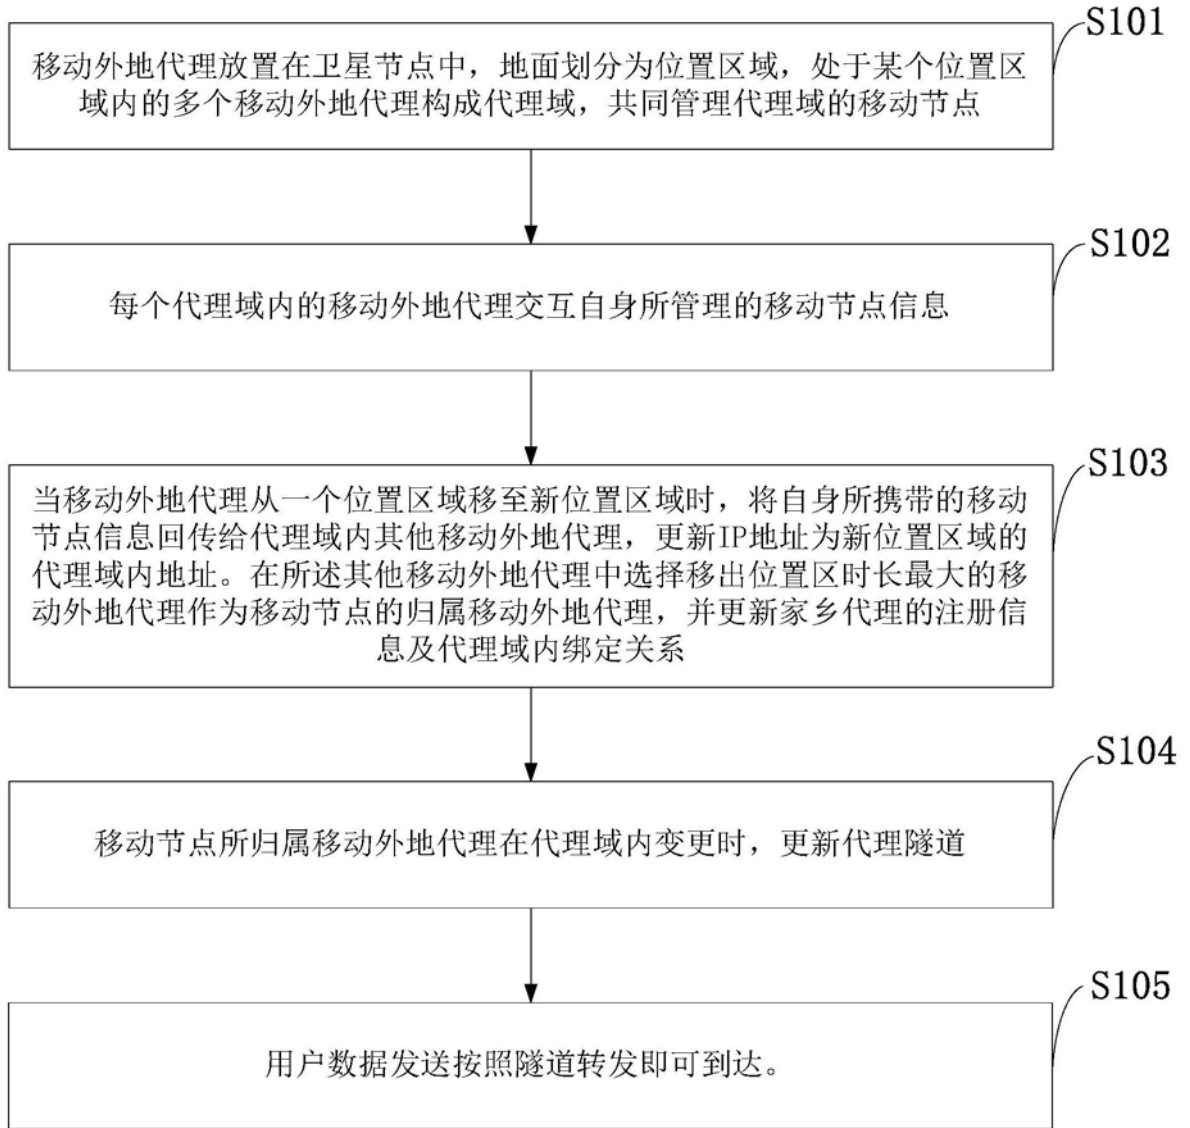 S101
移动外地代理放置在卫星节点中，地面划分为位置区域，处于某个位置区
域内的多个移动外地代理构成代理域，共同管理代理域的移动节点
S102
每个代理域内的移动外地代理交互自身所管理的移动节点信息
S103
当移动外地代理从一个位置区域移至新位置区域时，将自身所携带的移动
节点信息回传给代理域内其他移动外地代理，更新IP地址为新位置区域的
代理域内地址。在所述其他移动外地代理中选择移出位置区时长最大的移
动外地代理作为移动节点的归属移动外地代理，并更新家乡代理的注册信
息及代理域内绑定关系
S104
移动节点所归属移动外地代理在代理域内变更时，更新代理隧道
S105
用户数据发送按照隧道转发即可到达。